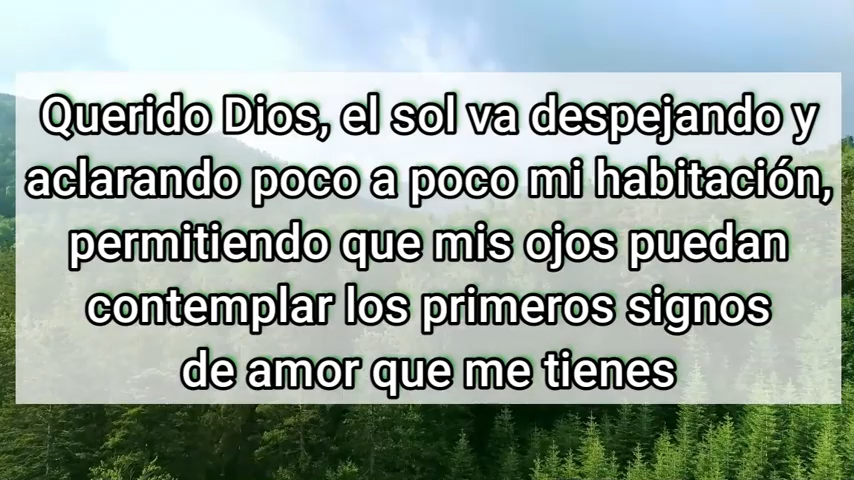 Querido Dios, el sol va despejando y
aclarando poco a poco mi habitación,
permitiendo que mis ojos puedan
contemplar los primeros signos
de amor que me tienes